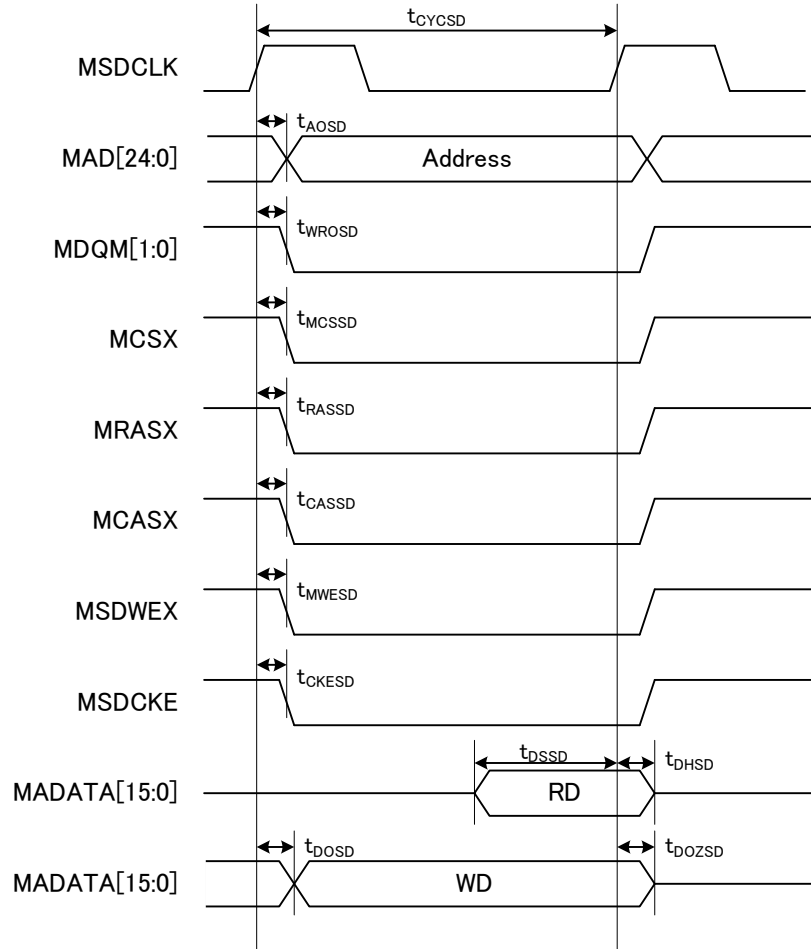 tCYCSD
MSDCLK
tAOSD
MAD[24:0]
Address
tWROSD
MDQM[1:0]
tMCSSD
MCSX
tRASSD
MRASX
tCASSD
MCASX
tMWESD
MSDWEX
tCKESD
MSDCKE
tDSSD
tDHSD
MADATA[15:0]
RD
tDOSD
tDOZSD
MADATA[15:0]
WD